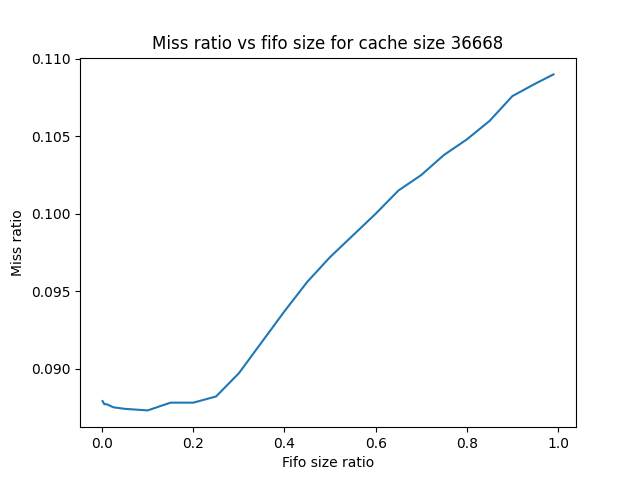 Miss ratio vs fifo size for cache size 36668
0.110
0.105
0.100
0.095
0.090
Miss ratio
0.0 0.2 0.4 0.6 0.8 1.0
Fifo size ratio